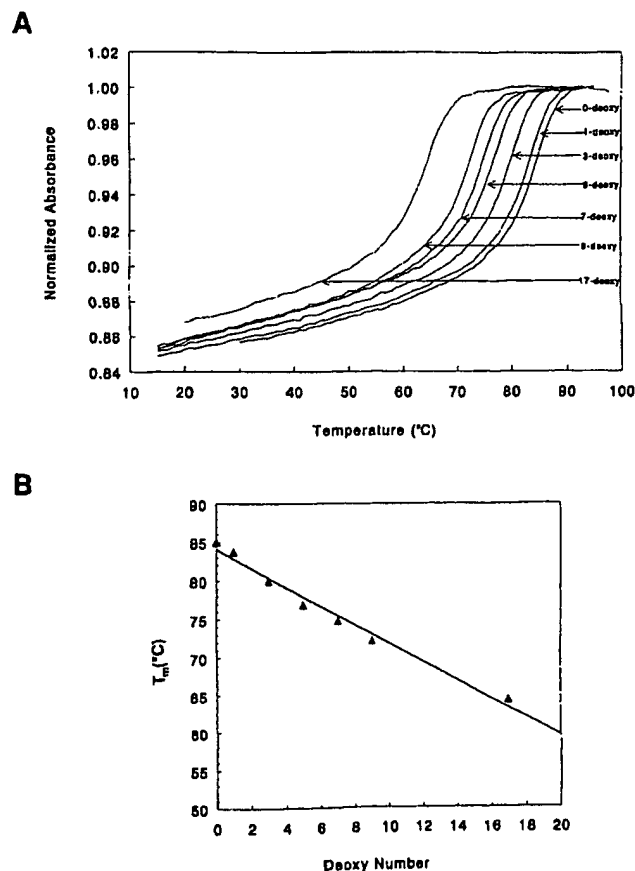 A
1.02
1.00
0.98
0.96
0.94
0.92
0.90
0.88
0.86
0.84
Normalized Absorbance
0-deoxy
1-deoxy
3-deoxy
5-deoxy
7-deoxy
9-deoxy
17-deoxy
10 20 30 40 50 60 70 80 90 100
Temperature (°C)
B
90
85
80
75
70
65
60
55
50
Tm(°C)
0 2 4 6 8 10 12 14 16 18 20
Deoxy Number